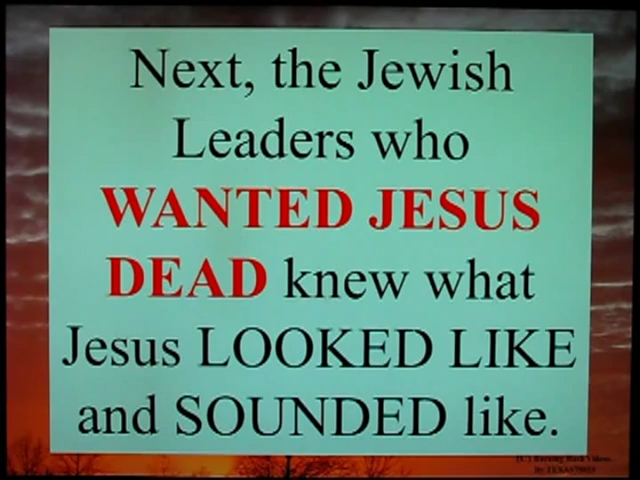 Next, the Jewish
Leaders who
WANTED JESUS
DEAD knew what
Jesus LOOKED LIKE
and SOUNDED like.